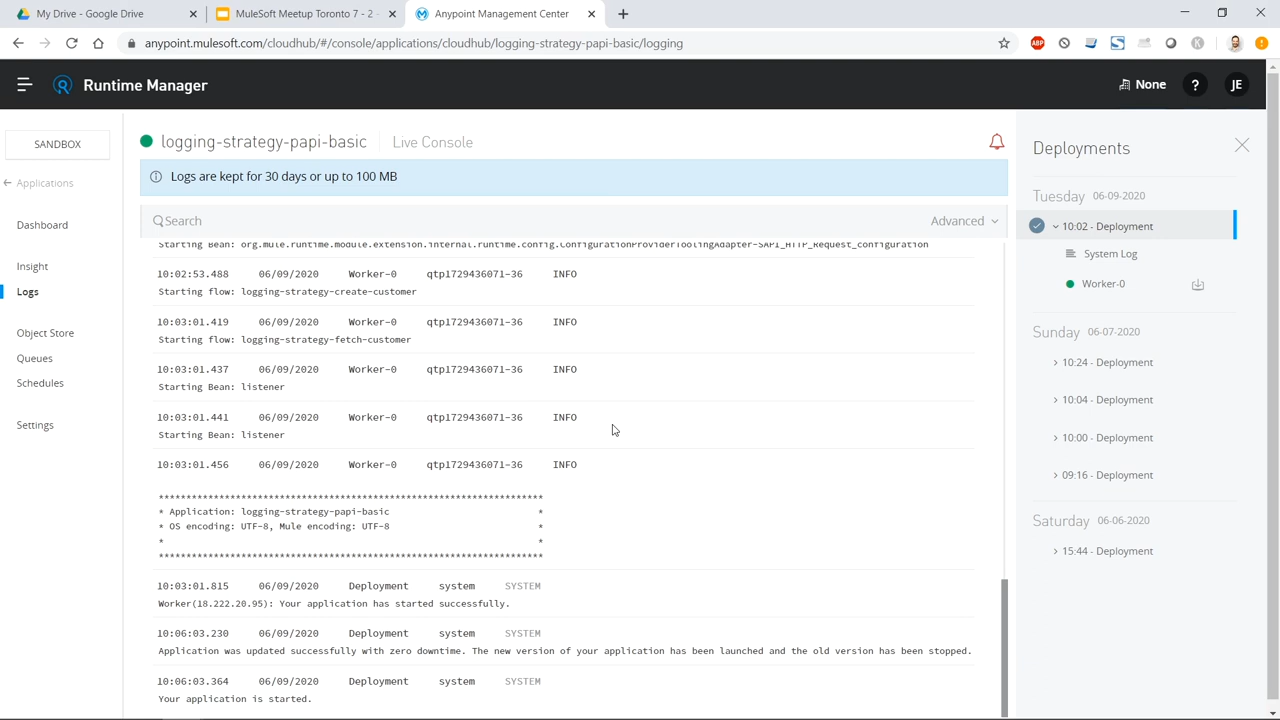 My Drive - Google Drive
MuleSoft Meetup Toronto 7 - 2 -
Anypoint Management Center
anypoint.mulesoft.com/cloudhub/#/console/applications/cloudhub/logging-strategy-papi-basic/logging
ABP
Runtime Manager
None
?
JE
SANDBOX
Applications
Dashboard
Insight
Logs
Object Store
Queues
Schedules
Settings
logging-strategy-papi-basic
Live Console
Logs are kept for 30 days or up to 100 MB
Search
Advanced
Starting Bean: org.mule.runtime.module.extension.internal.runtime.config.ConfigurationProviderToolingAdapter-SAPI_HTTP_Request_configuration
10:02:53.488 06/09/2020 Worker-0 qtp1729436071-36 INFO
Starting flow: logging-strategy-create-customer
10:03:01.419 06/09/2020 Worker-0 qtp1729436071-36 INFO
Starting flow: logging-strategy-fetch-customer
10:03:01.437 06/09/2020 Worker-0 qtp1729436071-36 INFO
Starting Bean: listener
10:03:01.441 06/09/2020 Worker-0 qtp1729436071-36 INFO
Starting Bean: listener
10:03:01.456 06/09/2020 Worker-0 qtp1729436071-36 INFO
**********************************************************************
* Application: logging-strategy-papi-basic *
* OS encoding: UTF-8, Mule encoding: UTF-8 *
* *
**********************************************************************
10:03:01.815 06/09/2020 Deployment system SYSTEM
Worker(18.222.20.95): Your application has started successfully.
10:06:03.230 06/09/2020 Deployment system SYSTEM
Application was updated successfully with zero downtime. The new version of your application has been launched and the old version has been stopped.
10:06:03.364 06/09/2020 Deployment system SYSTEM
Your application is started.
Deployments
Tuesday 06-09-2020
10:02 - Deployment
System Log
Worker-0
Sunday 06-07-2020
10:24 - Deployment
10:04 - Deployment
10:00 - Deployment
09:16 - Deployment
Saturday 06-06-2020
15:44 - Deployment